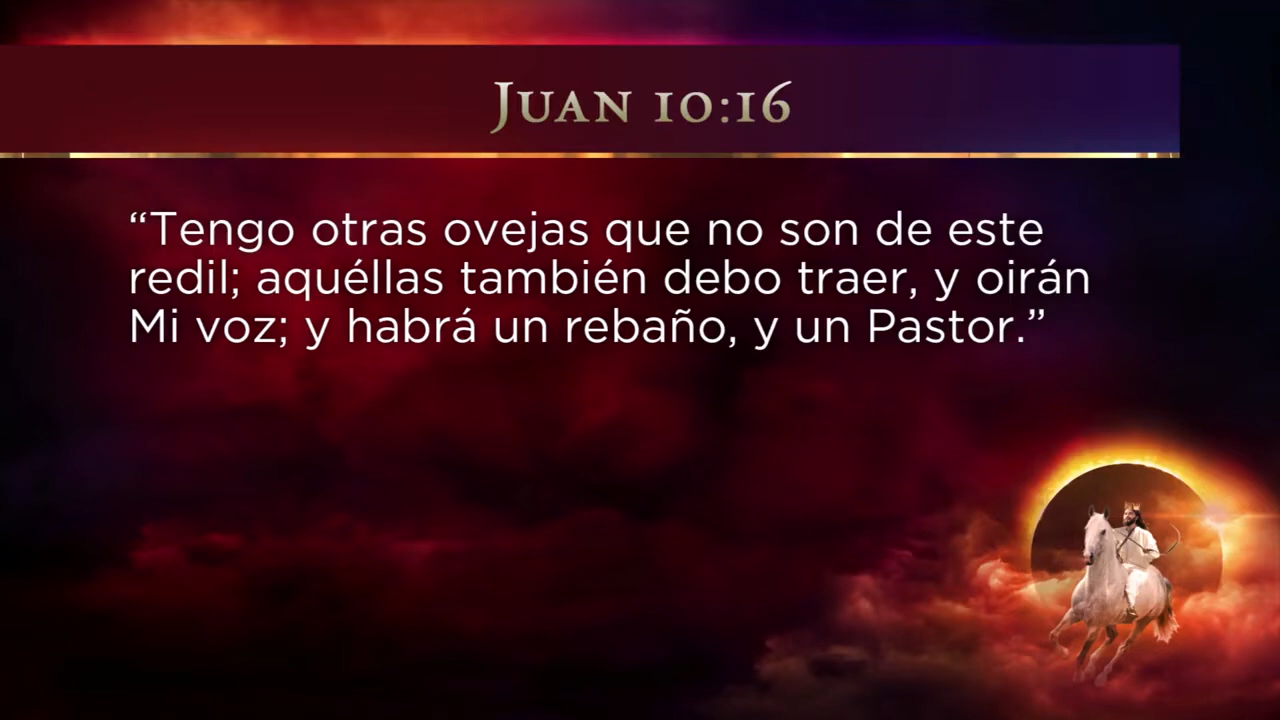 Juan 10:16
“Tengo otras ovejas que no son de este
redil; aquéllas también debo traer, y oirán
Mi voz; y habrá un rebaño, y un Pastor.”